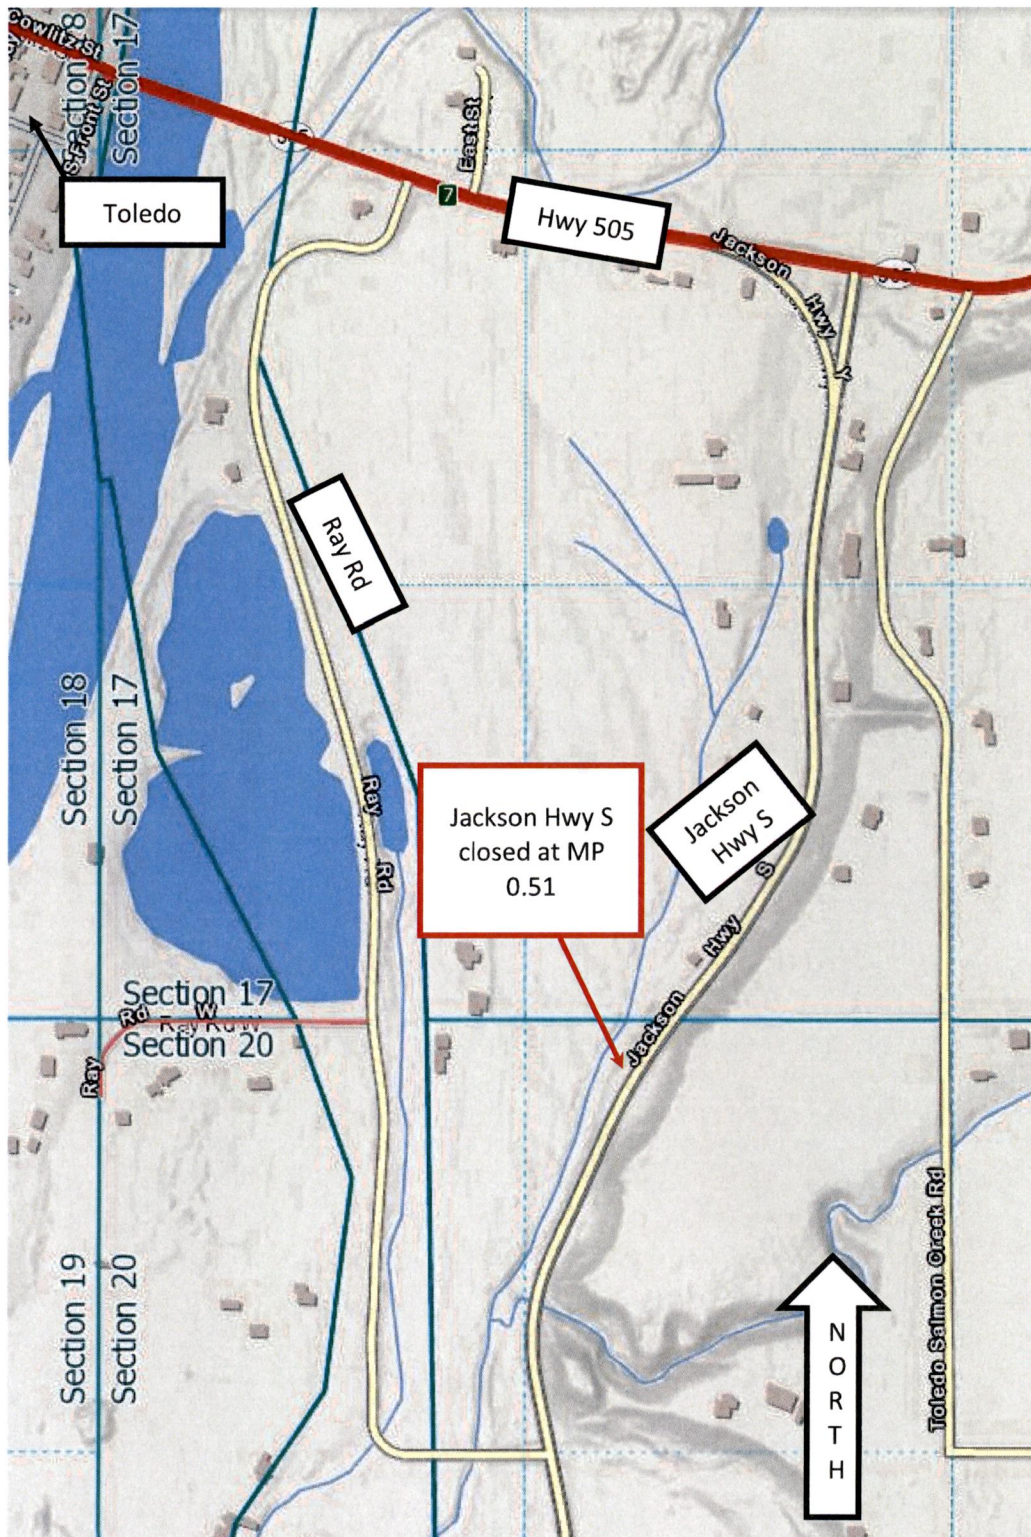 Cowlitz St
Section 18
Section 17
S Front St
Toledo
East St
7
Hwy 505
Jackson
Hwy
Y
Ray Rd
Section 18
Section 17
Ray
Rd
Jackson Hwy S
closed at MP
0.51
Jackson
Hwy S
S
Hwy
Jackson
Section 17
Rd W
Ray Rd W
Section 20
Ray
Section 19
Section 20
Toledo Salmon Creek Rd
N
O
R
T
H